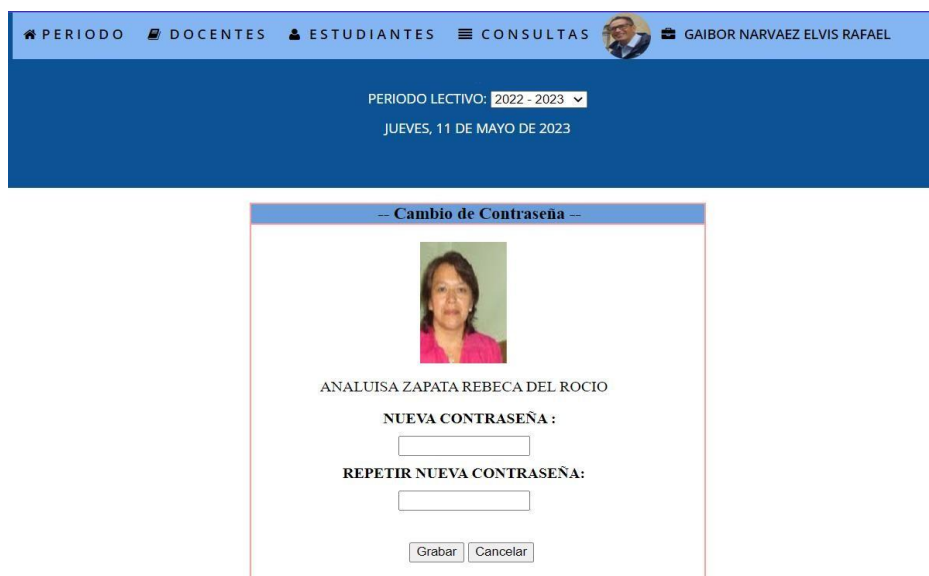 PERIODO DOCENTES ESTUDIANTES CONSULTAS GAIBOR NARVAEZ ELVIS RAFAEL
PERIODO LECTIVO: 2022 - 2023
JUEVES, 11 DE MAYO DE 2023
-- Cambio de Contraseña --
ANALUISA ZAPATA REBECA DEL ROCIO
NUEVA CONTRASEÑA :
REPETIR NUEVA CONTRASEÑA:
Grabar Cancelar